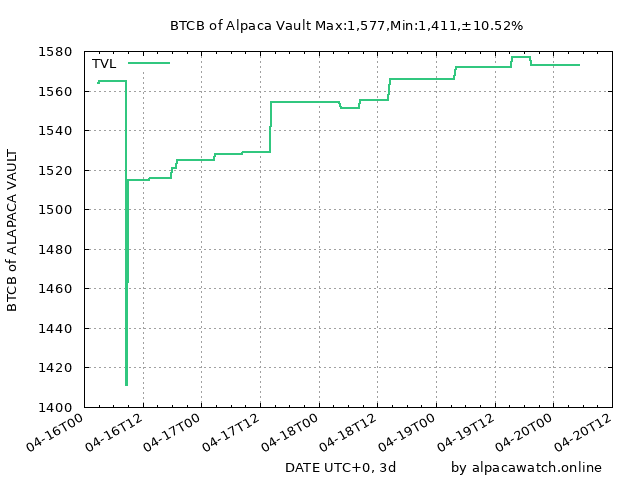 BTCB of Alpaca Vault Max:1,577,Min:1,411,±10.52%
TVL
BTCB of ALAPACA VAULT
1580
1560
1540
1520
1500
1480
1460
1440
1420
1400
04-16T00
04-16T12
04-17T00
04-17T12
04-18T00
04-18T12
04-19T00
04-19T12
04-20T00
04-20T12
DATE UTC+0, 3d
by alpacawatch.online